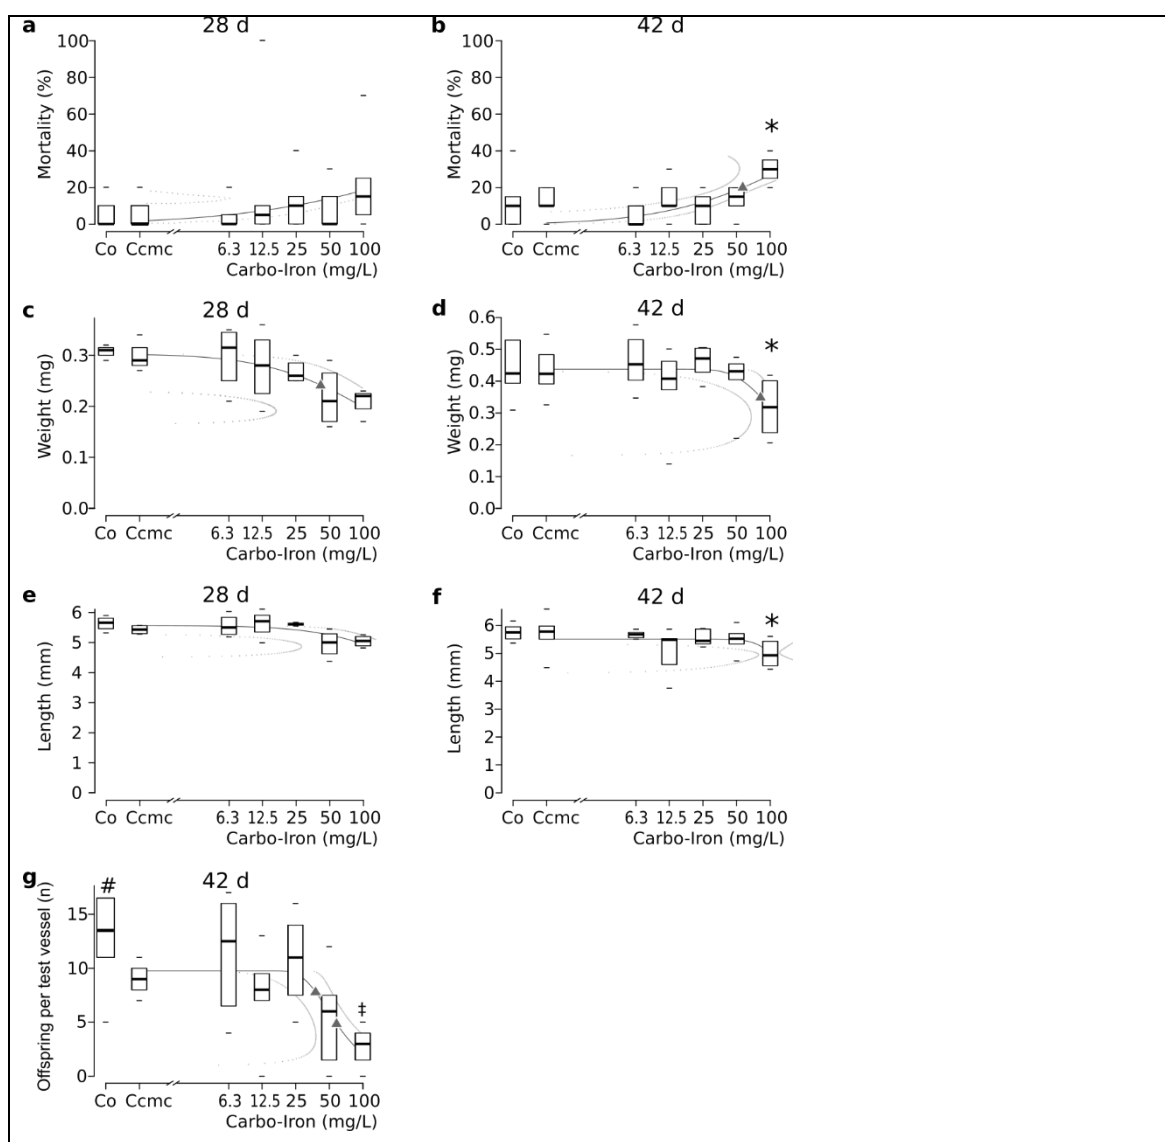 a
28 d
Mortality (%)
100
80
60
40
20
0
Co Ccmc 6.3 12.5 25 50 100
Carbo-Iron (mg/L)
b
42 d
Mortality (%)
100
80
60
40
20
0
*
Co Ccmc 6.3 12.5 25 50 100
Carbo-Iron (mg/L)
c
28 d
Weight (mg)
0.3
0.2
0.1
0.0
Co Ccmc 6.3 12.5 25 50 100
Carbo-Iron (mg/L)
d
42 d
Weight (mg)
0.6
0.5
0.4
0.3
0.2
0.1
0.0
*
Co Ccmc 6.3 12.5 25 50 100
Carbo-Iron (mg/L)
e
28 d
Length (mm)
6
5
4
3
2
1
0
Co Ccmc 6.3 12.5 25 50 100
Carbo-Iron (mg/L)
f
42 d
Length (mm)
6
5
4
3
2
1
0
*
Co Ccmc 6.3 12.5 25 50 100
Carbo-Iron (mg/L)
g
42 d
Offspring per test vessel (n)
#
15
10
5
0
‡
Co Ccmc 6.3 12.5 25 50 100
Carbo-Iron (mg/L)